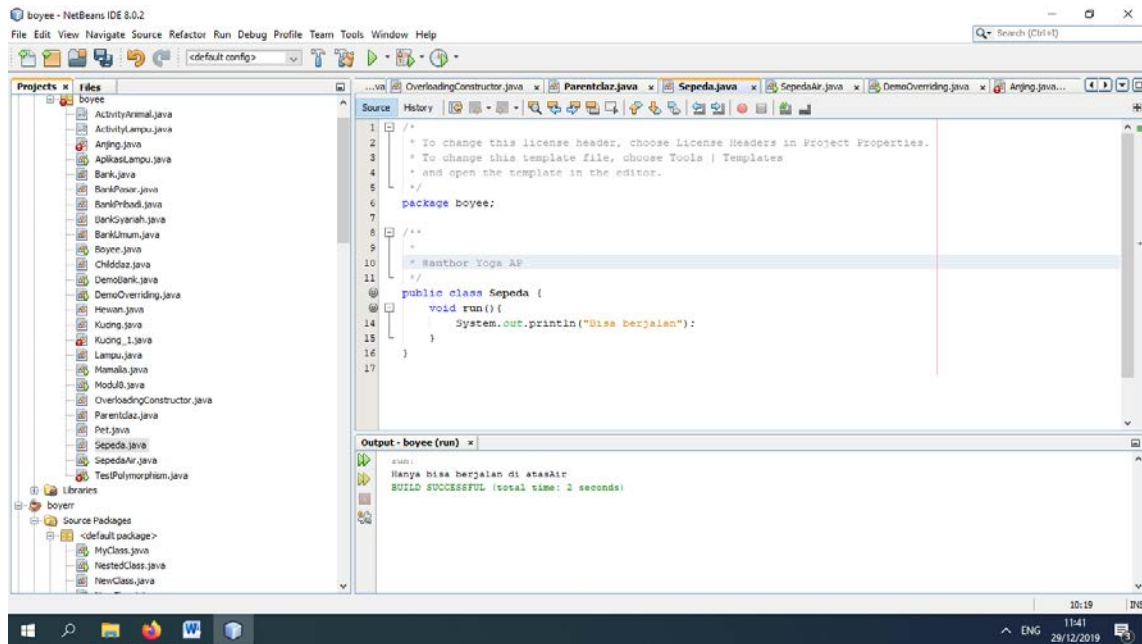 boyee - NetBeans IDE 8.0.2
File Edit View Navigate Source Refactor Run Debug Profile Team Tools Window Help
Search (Ctrl+I)
<default config>
Projects Files
boyee
ActivityAnimal.java
ActivityLampu.java
Anjing.java
AplikasiLampu.java
Bank.java
BankPasar.java
BankPribadi.java
BankSyariah.java
BankUmum.java
Boyee.java
Childclaz.java
DemoBank.java
DemoOverriding.java
Hewan.java
Kucing.java
Kucing_1.java
Lampu.java
Mamalia.java
Modul8.java
OverloadingConstructor.java
Parentclaz.java
Pet.java
Sepeda.java
SepedaAir.java
TestPolymorphism.java
Libraries
boyerr
Source Packages
<default package>
MyClass.java
NestedClass.java
NewClass.java
...va OverloadingConstructor.java Parentclaz.java Sepeda.java SepedaAir.java DemoOverriding.java Anjing.java...
Source History
1 /*
2 * To change this license header, choose License Headers in Project Properties.
3 * To change this template file, choose Tools | Templates
4 * and open the template in the editor.
5 */
6 package boyee;
7
8 /**
9 *
10 * @author Yoga AP
11 */
public class Sepeda {
void run(){
14 System.out.println("Bisa berjalan");
15 }
16 }
17
Output - boyee (run)
run:
Hanya bisa berjalan di atasAir
BUILD SUCCESSFUL (total time: 2 seconds)
10:19 INS
ENG 11:41
29/12/2019